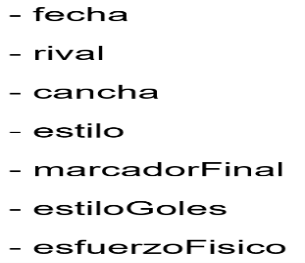 - fecha
- rival
- cancha
- estilo
- marcadorFinal
- estiloGoles
- esfuerzoFisico